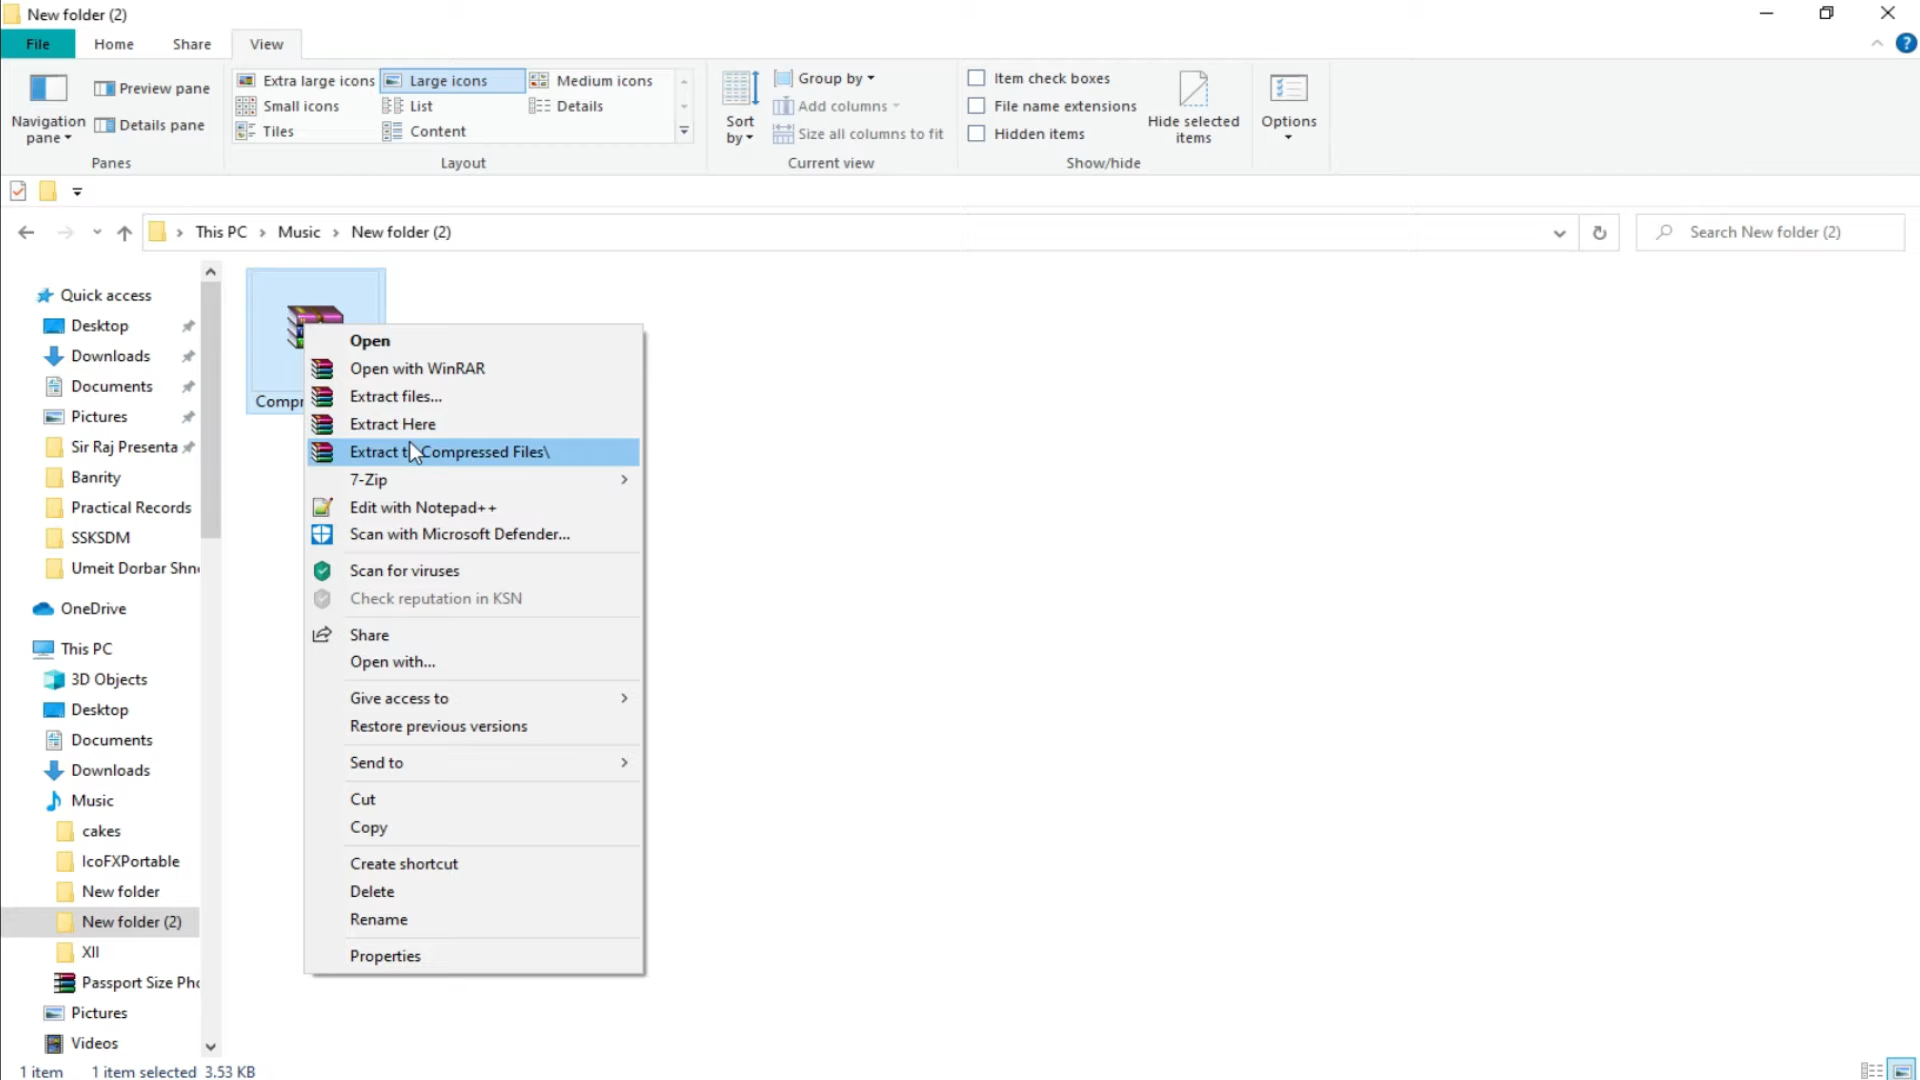 New folder (2)
File Home Share View
Navigation pane
Preview pane
Details pane
Panes
Extra large icons Large icons Medium icons
Small icons List Details
Tiles Content
Layout
Sort by
Group by
Add columns
Size all columns to fit
Current view
Item check boxes
File name extensions
Hidden items
Hide selected items
Show/hide
Options
This PC Music New folder (2)
Search New folder (2)
Quick access
Desktop
Downloads
Documents
Pictures
Sir Raj Presenta
Banrity
Practical Records
SSKSDM
Umeit Dorbar Shn
OneDrive
This PC
3D Objects
Desktop
Documents
Downloads
Music
cakes
IcoFXPortable
New folder
New folder (2)
XII
Passport Size Pho
Pictures
Videos
Compr
Open
Open with WinRAR
Extract files...
Extract Here
Extract to Compressed Files\
7-Zip
Edit with Notepad++
Scan with Microsoft Defender...
Scan for viruses
Check reputation in KSN
Share
Open with...
Give access to
Restore previous versions
Send to
Cut
Copy
Create shortcut
Delete
Rename
Properties
1 item 1 item selected 3.53 KB